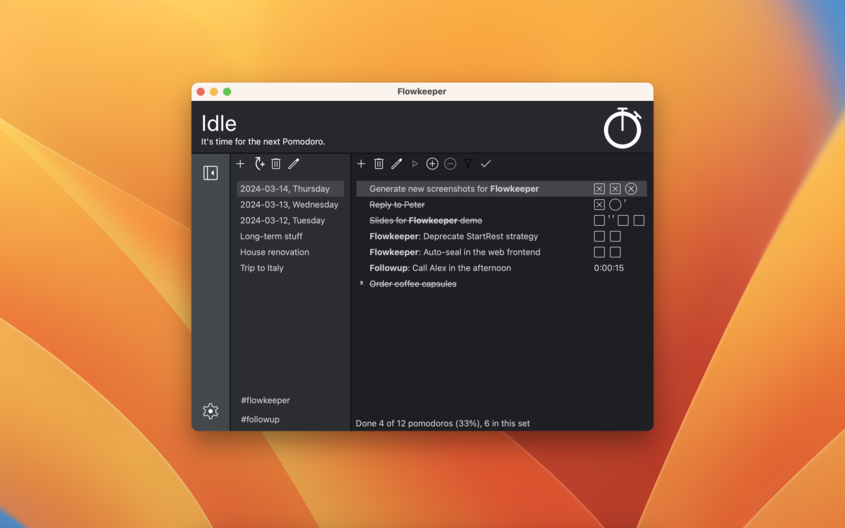 Flowkeeper
Idle
It's time for the next Pomodoro.
2024-03-14, Thursday
2024-03-13, Wednesday
2024-03-12, Tuesday
Long-term stuff
House renovation
Trip to Italy
#flowkeeper
#followup
Generate new screenshots for Flowkeeper
Reply to Peter '
Slides for Flowkeeper demo ' '
Flowkeeper: Deprecate StartRest strategy
Flowkeeper: Auto-seal in the web frontend
Followup: Call Alex in the afternoon 0:00:15
* Order coffee capsules
Done 4 of 12 pomodoros (33%), 6 in this set